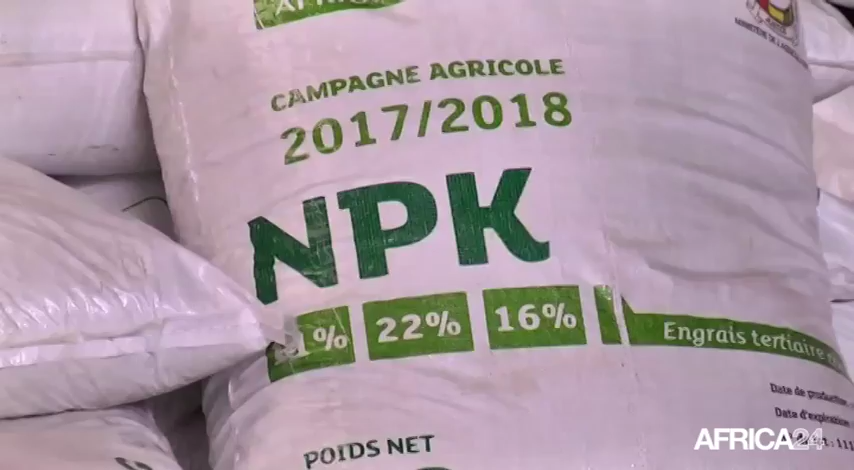 CAMPAGNE AGRICOLE
2017/2018
NPK
22% 16%
Engrais tertiaire
Date de production
Date d'expiration
POIDS NET
AFRICA24